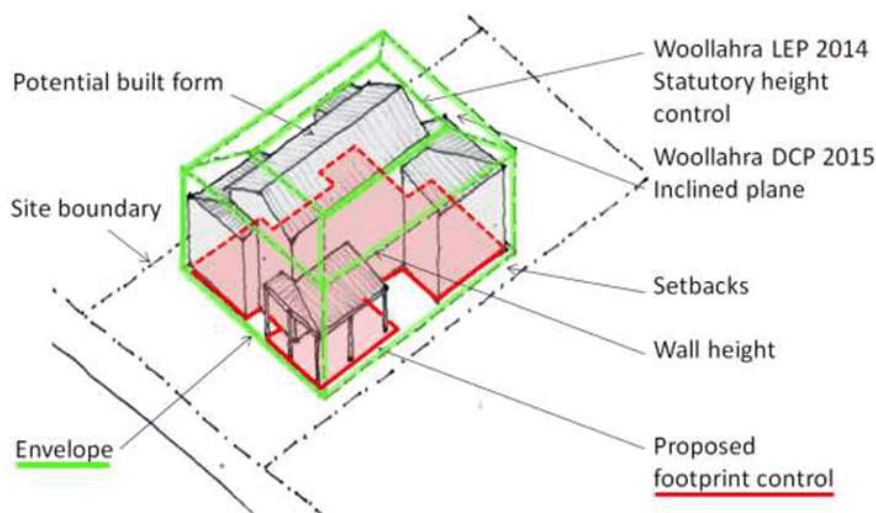 Woollahra LEP 2014
Statutory height
control
Potential built form
Woollahra DCP 2015
Inclined plane
Site boundary
Setbacks
Wall height
Envelope
Proposed
footprint control